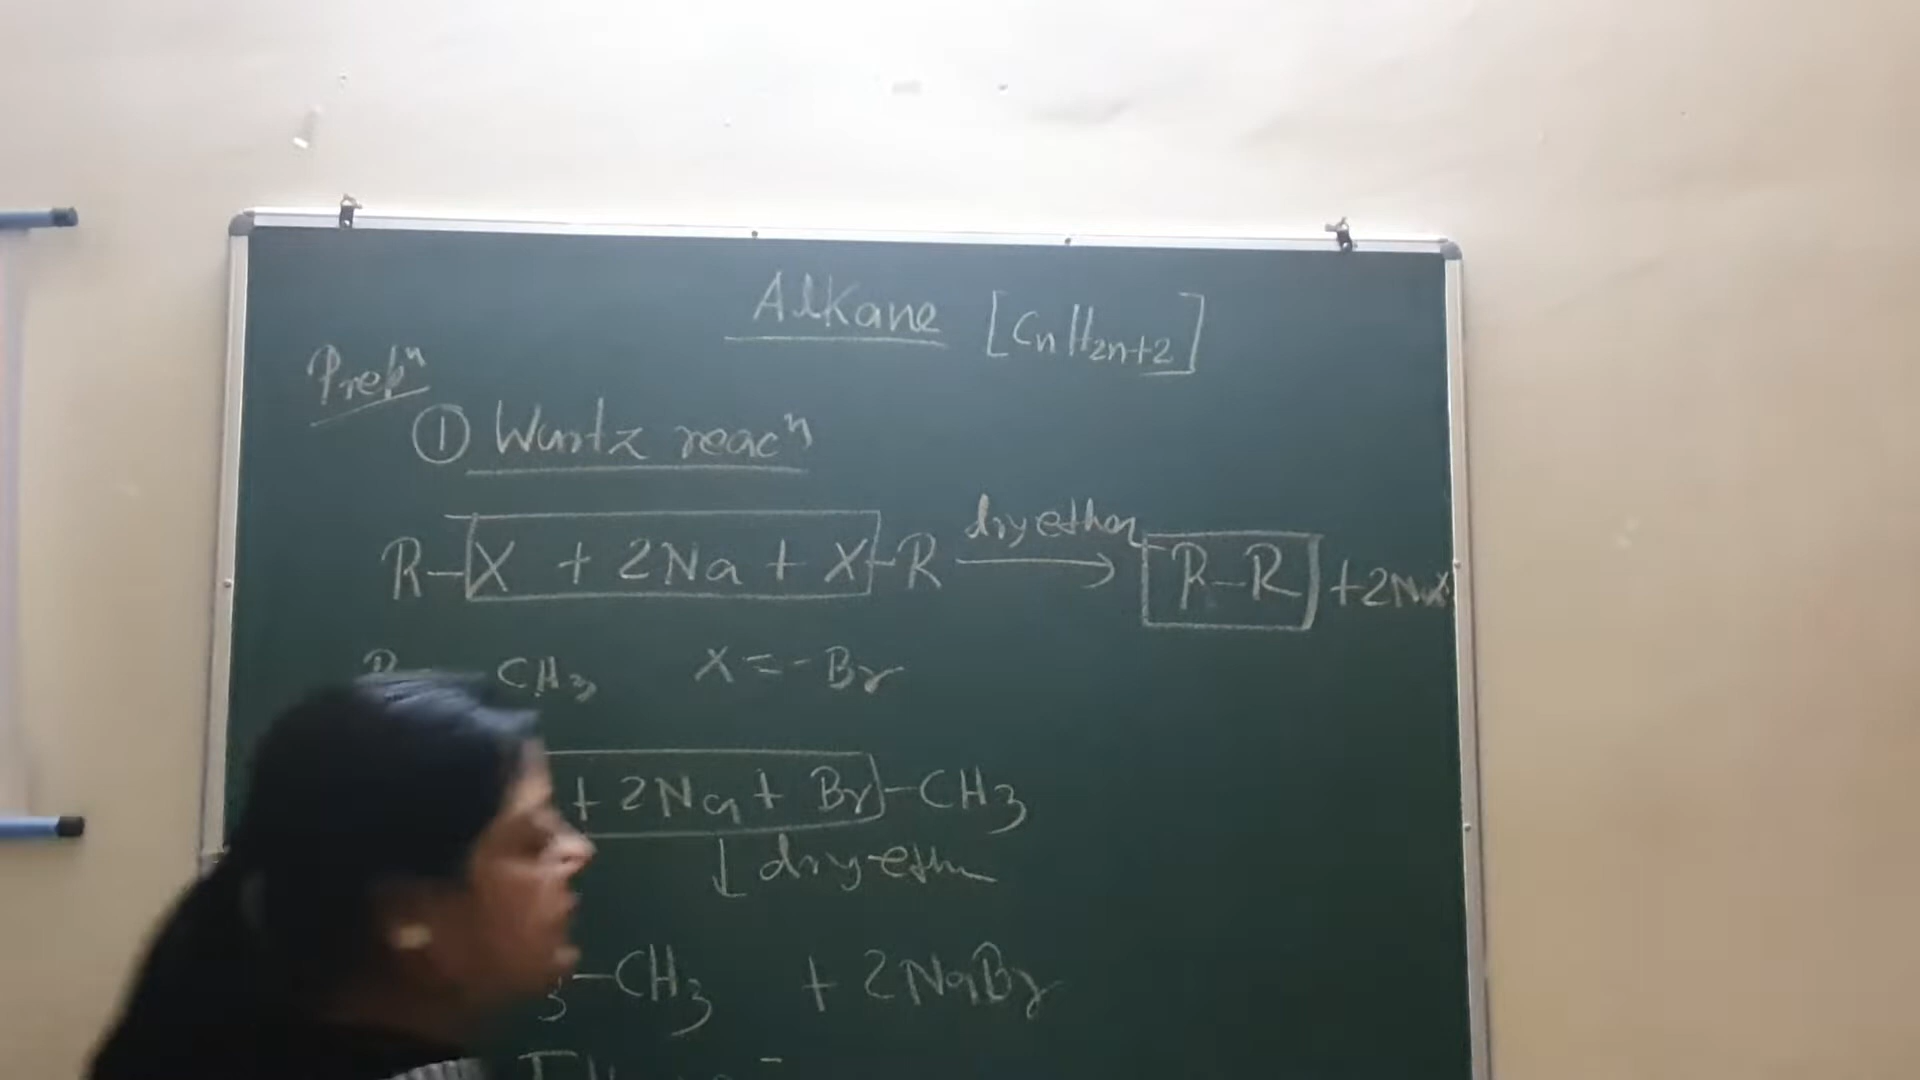 Alkane [CnH2n+2]
Prepⁿ
① Wurtz reacⁿ
R-X + 2Na + X-R dry ether → R-R + 2NaX
CH3 X = -Br
+ 2Na + Br-CH3
↓ dry ether
3-CH3 + 2NaBr